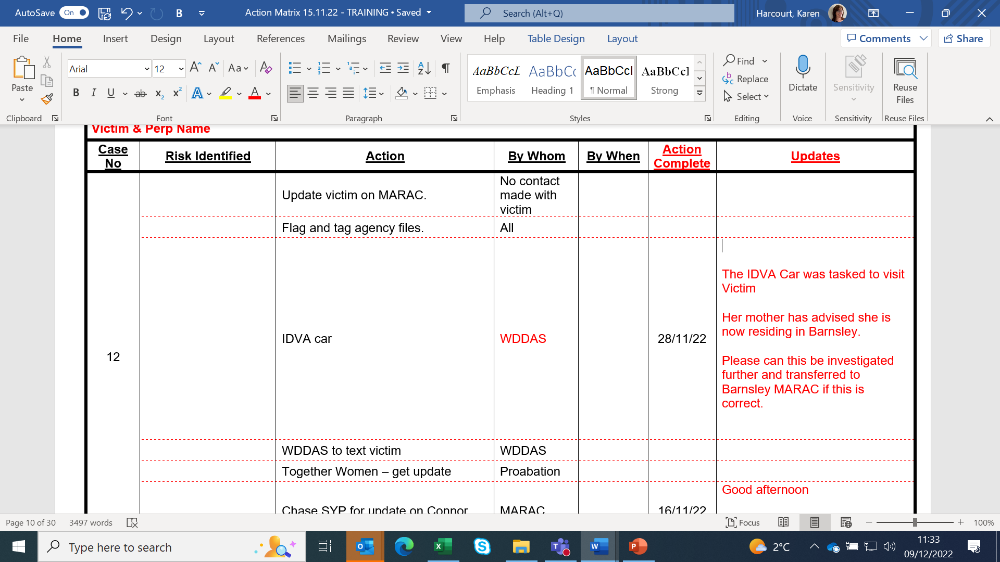 AutoSave On B Action Matrix 15.11.22 - TRAINING • Saved Search (Alt+Q) Harcourt, Karen
File Home Insert Design Layout References Mailings Review View Help Table Design Layout Comments Share
Paste
Arial 12 Aa
B I U ab x2 x2 A A
AaBbCcL AaBbCc AaBbCcI AaBbCcl
Emphasis Heading 1 ¶ Normal Strong
Find
Replace
Select
Dictate
Sensitivity
Reuse
Files
Clipboard Font Paragraph Styles Editing Voice Sensitivity Reuse Files
Victim & Perp Name
Case
No
Risk Identified
Action
By Whom
By When
Action
Complete
Updates
12
Update victim on MARAC.
No contact
made with
victim
Flag and tag agency files.
All
IDVA car
WDDAS
28/11/22
The IDVA Car was tasked to visit
Victim
Her mother has advised she is
now residing in Barnsley.
Please can this be investigated
further and transferred to
Barnsley MARAC if this is
correct.
WDDAS to text victim
WDDAS
Together Women – get update
Proabation
Chase SYP for update on Connor
MARAC
16/11/22
Good afternoon
Page 10 of 30 3497 words Focus 100%
Type here to search
2°C
11:33
09/12/2022